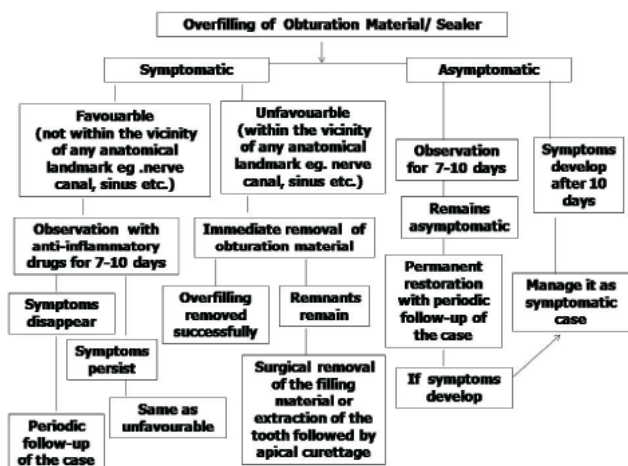 Overfilling of Obturation Material/ Sealer
Symptomatic
Asymptomatic
Favouarble
(not within the vicinity
of any anatomical
landmark eg .nerve
canal, sinus etc.)
Unfavouarble
(within the vicinity
of any anatomical
landmark eg. nerve
canal, sinus etc.)
Observation
for 7-10 days
Symptoms
develop
after 10
days
Observation with
anti-inflammatory
drugs for 7-10 days
Immediate removal of
obturation material
Remains
asymptomatic
Symptoms
disappear
Symptoms
persist
Overfilling
removed
successfully
Remnants
remain
Permanent
restoration
with periodic
follow-up of
the case
Manage it as
symptomatic
case
Periodic
follow-up
of the case
Same as
unfavourable
Surgical removal
of the filling
material or
extraction of the
tooth followed by
apical curettage
If symptoms
develop